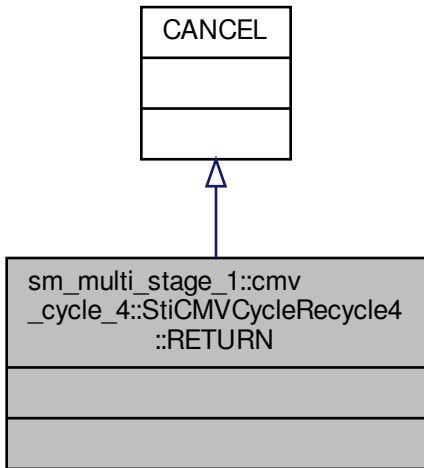 CANCEL
sm_multi_stage_1::cmv
_cycle_4::StiCMVCycleRecycle4
::RETURN